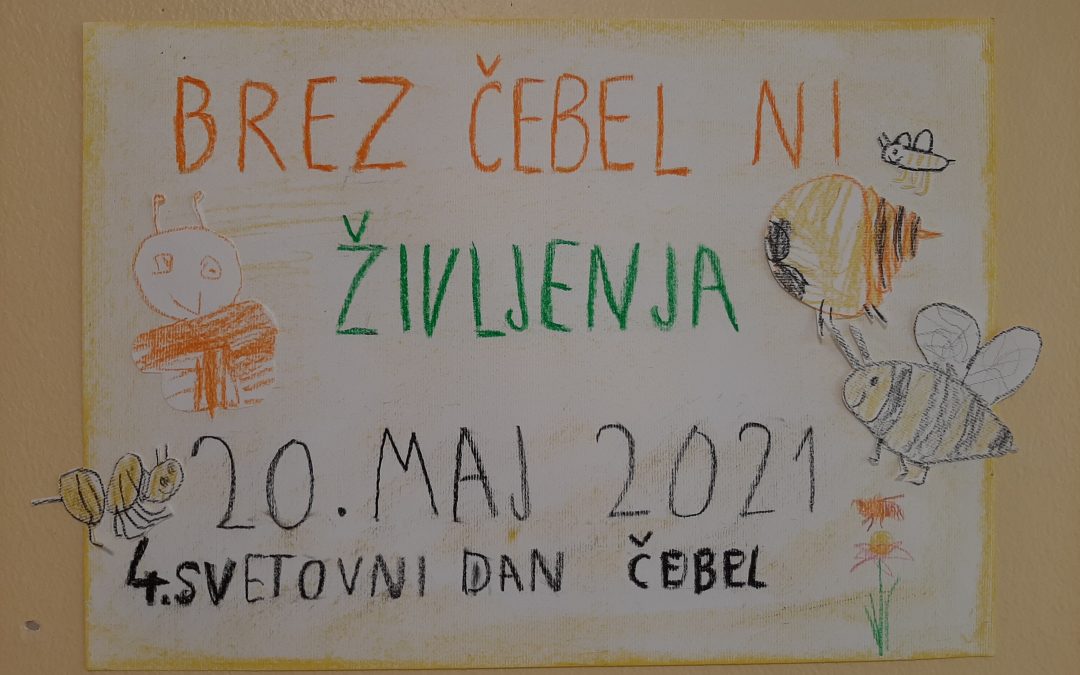 BREZ ČEBEL NI
ŽIVLJENJA
20. MAJ 2021
4. SVETOVNI DAN ČEBEL